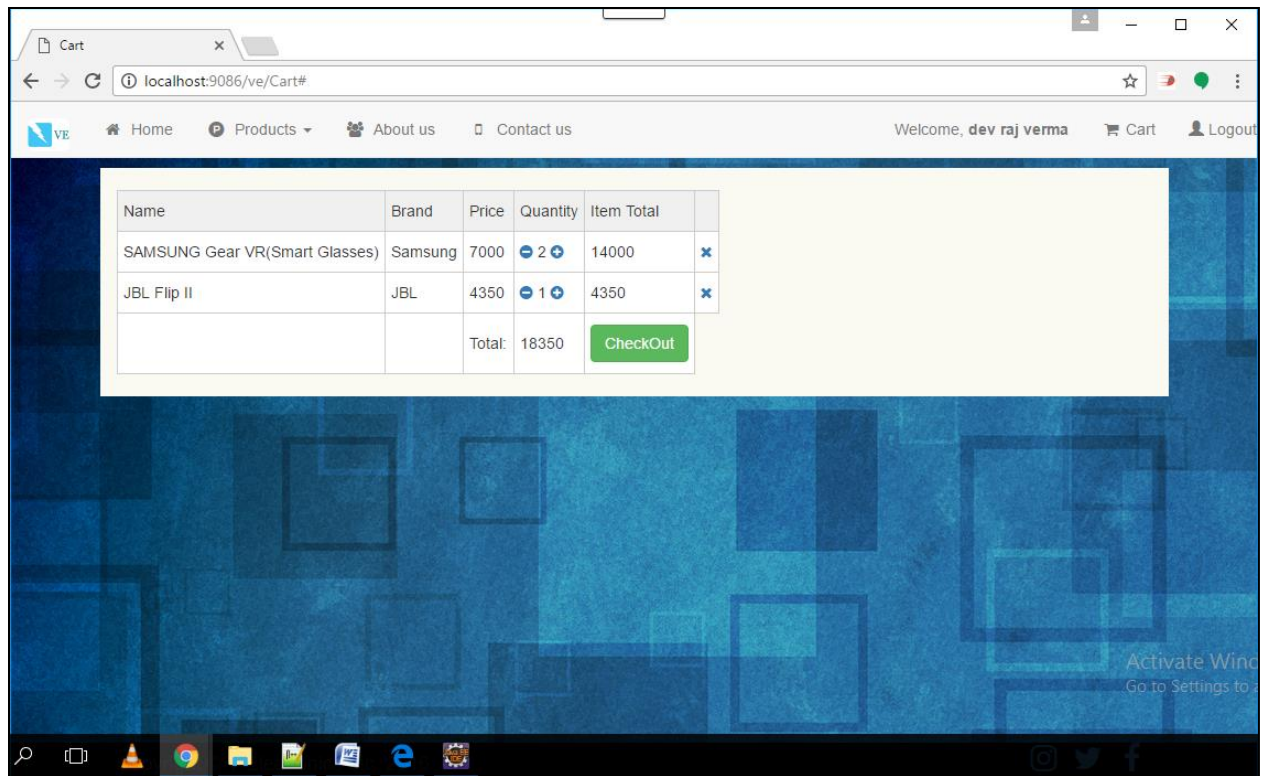 Cart
localhost:9086/ve/Cart#
VE Home Products About us Contact us Welcome, dev raj verma Cart Logout
Name Brand Price Quantity Item Total
SAMSUNG Gear VR(Smart Glasses) Samsung 7000 2 14000
JBL Flip II JBL 4350 1 4350
Total: 18350 CheckOut
Activate Winc
Go to Settings to